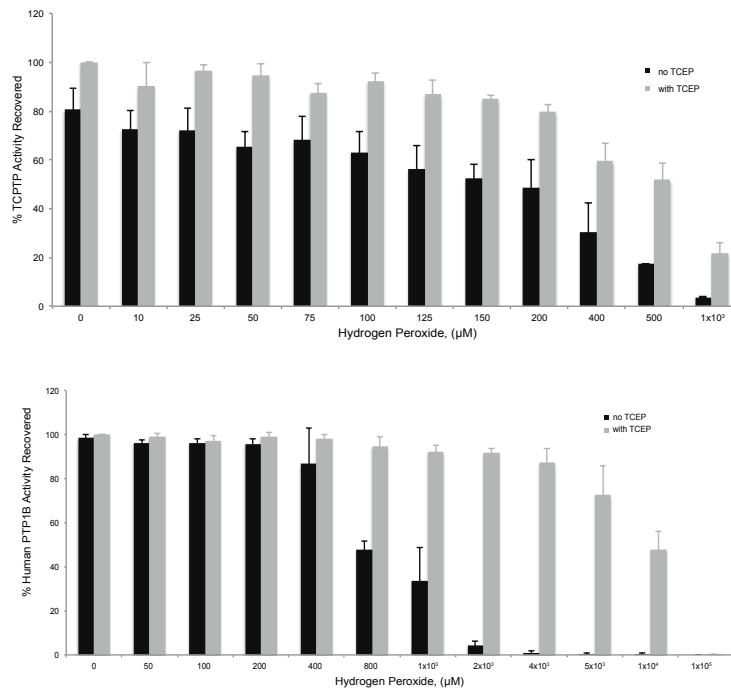 120
100
80
60
40
20
0
% TCPTP Activity Recovered
no TCEP
with TCEP
0 10 25 50 75 100 125 150 200 400 500 1x10³
Hydrogen Peroxide, (µM)
120
100
80
60
40
20
0
% Human PTP1B Activity Recovered
no TCEP
with TCEP
0 50 100 200 400 800 1x10³ 2x10³ 4x10³ 5x10³ 1x10⁴ 1x10⁵
Hydrogen Peroxide, (µM)